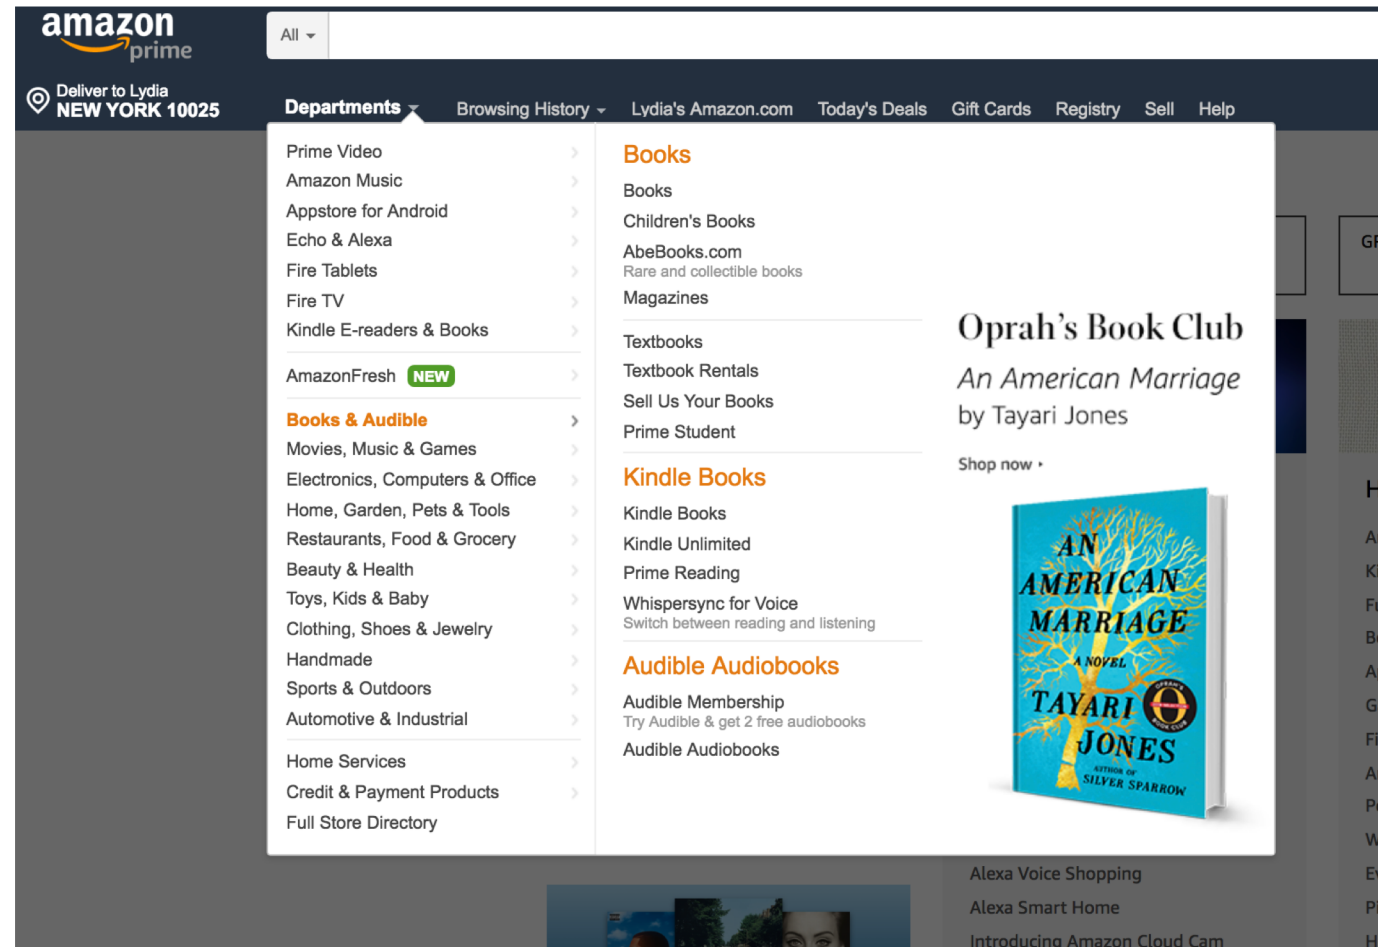 amazon
prime
All
Deliver to Lydia
NEW YORK 10025
Departments
Browsing History
Lydia's Amazon.com
Today's Deals
Gift Cards
Registry
Sell
Help
Prime Video
Amazon Music
Appstore for Android
Echo & Alexa
Fire Tablets
Fire TV
Kindle E-readers & Books
AmazonFresh NEW
Books & Audible
Movies, Music & Games
Electronics, Computers & Office
Home, Garden, Pets & Tools
Restaurants, Food & Grocery
Beauty & Health
Toys, Kids & Baby
Clothing, Shoes & Jewelry
Handmade
Sports & Outdoors
Automotive & Industrial
Home Services
Credit & Payment Products
Full Store Directory
Books
Books
Children's Books
AbeBooks.com
Rare and collectible books
Magazines
Textbooks
Textbook Rentals
Sell Us Your Books
Prime Student
Kindle Books
Kindle Books
Kindle Unlimited
Prime Reading
Whispersync for Voice
Switch between reading and listening
Audible Audiobooks
Audible Membership
Try Audible & get 2 free audiobooks
Audible Audiobooks
Oprah's Book Club
An American Marriage
by Tayari Jones
Shop now
AN
AMERICAN
MARRIAGE
A NOVEL
TAYARI
JONES
OPRAH'S
BOOK CLUB
AUTHOR OF
SILVER SPARROW
Alexa Voice Shopping
Alexa Smart Home
Introducing Amazon Cloud Cam